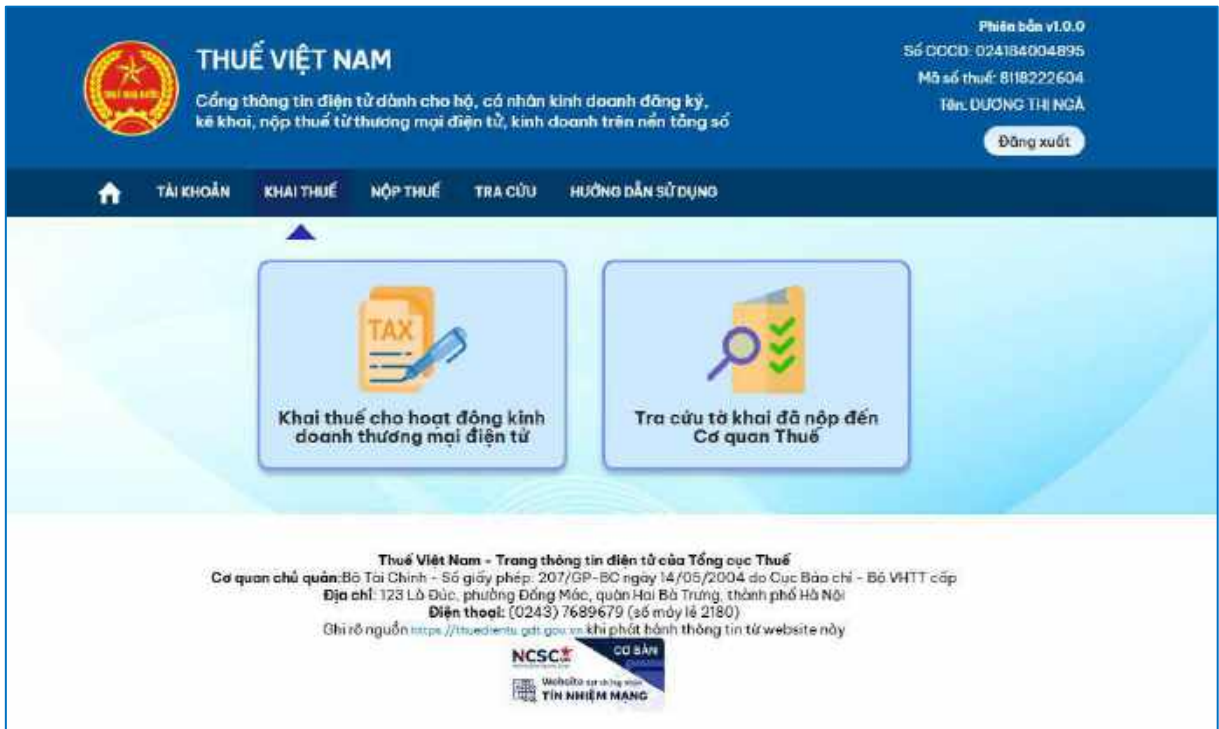 Phiên bản v1.0.0
THUẾ VIỆT NAM
Số CCCD: 024184004895
Mã số thuế: 8118222604
Cổng thông tin điện tử dành cho hộ, cá nhân kinh doanh đăng ký,
Tên: DƯƠNG THỊ NGÀ
kê khai, nộp thuế từ thương mại điện tử, kinh doanh trên nền tảng số
Đăng xuất
TÀI KHOẢN KHAI THUẾ NỘP THUẾ TRA CỨU HƯỚNG DẪN SỬ DỤNG
TAX
Khai thuế cho hoạt động kinh
doanh thương mại điện tử
Tra cứu tờ khai đã nộp đến
Cơ quan Thuế
Thuế Việt Nam - Trang thông tin điện tử của Tổng cục Thuế
Cơ quan chủ quản:Bộ Tài Chính - Số giấy phép: 207/GP-BC ngày 14/05/2004 do Cục Báo chí - Bộ VHTT cấp
Địa chỉ: 123 Lò Đúc, phường Đống Mác, quận Hai Bà Trưng, thành phố Hà Nội
Điện thoại: (0243) 7689679 (số máy lẻ 2180)
Ghi rõ nguồn https://thuedientu.gdt.gov.vn khi phát hành thông tin từ website này
NCSC CƠ BẢN
Website
TÍN NHIỆM MẠNG